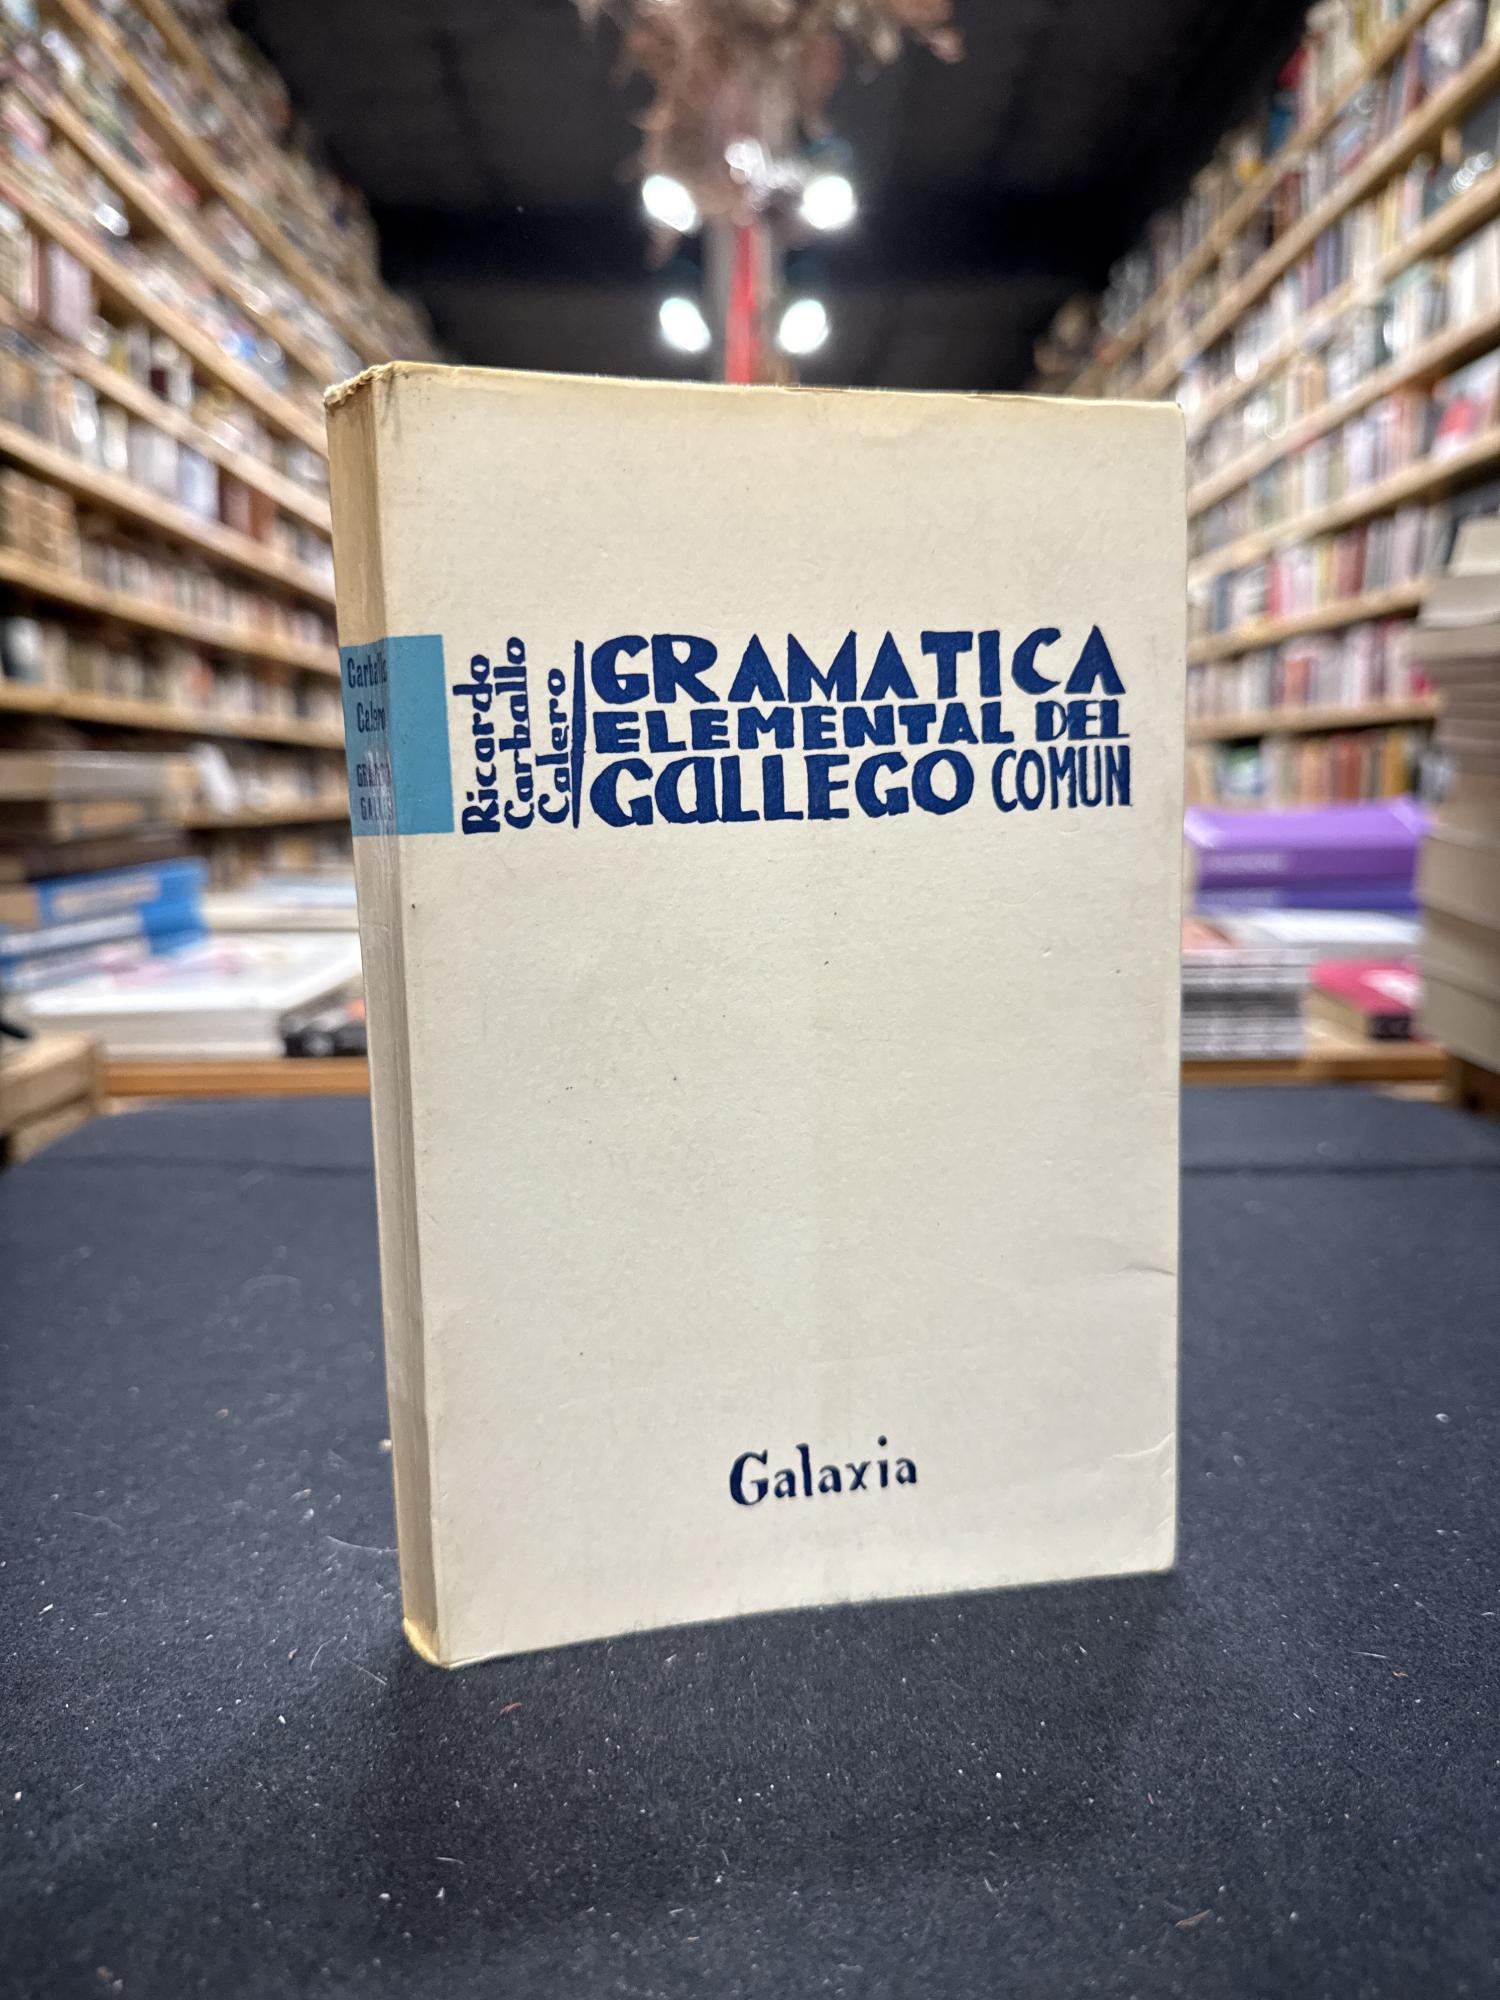 Carballo
Calero
Ricardo
Carballo
Calero
GRAMATICA
ELEMENTAL DEL
GALLEGO COMUN
Galaxia